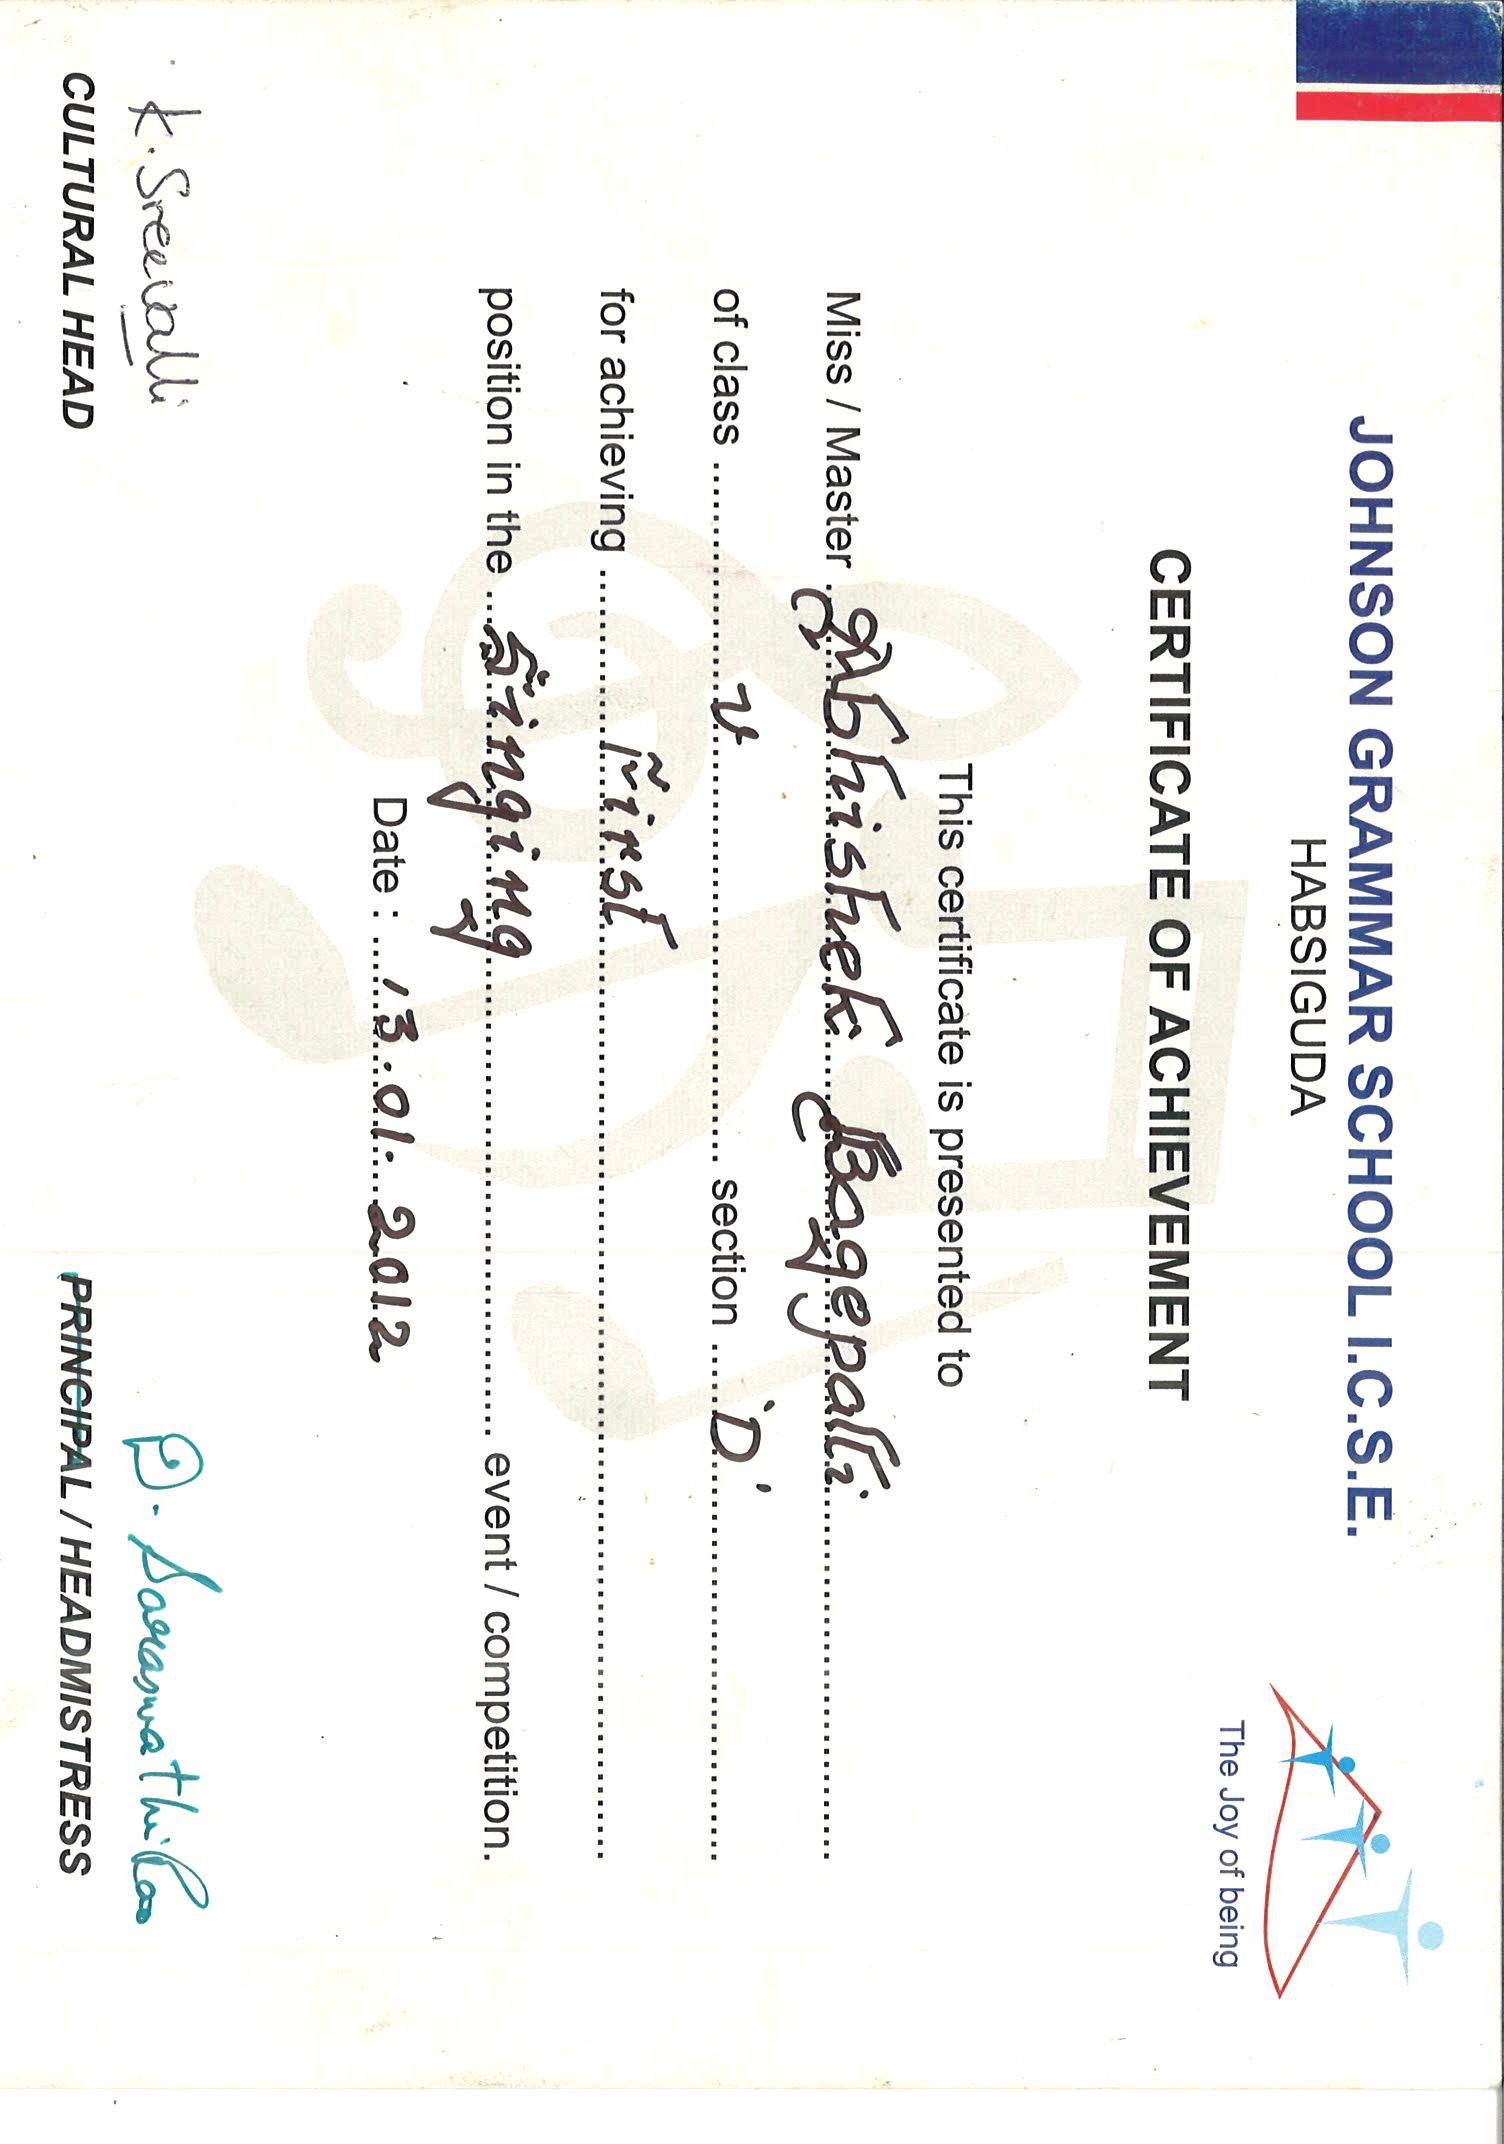 JOHNSON GRAMMAR SCHOOL I.C.S.E.
HABSIGUDA
The Joy of being
CERTIFICATE OF ACHIEVEMENT
This certificate is presented to
Miss / Master Abhishek Bagepalli
of class V section 'D'
for achieving First
position in the Singing event / competition.
Date : 13.01.2012
K. Sreevalli
D. Saraswathi Rao
CULTURAL HEAD
PRINCIPAL / HEADMISTRESS